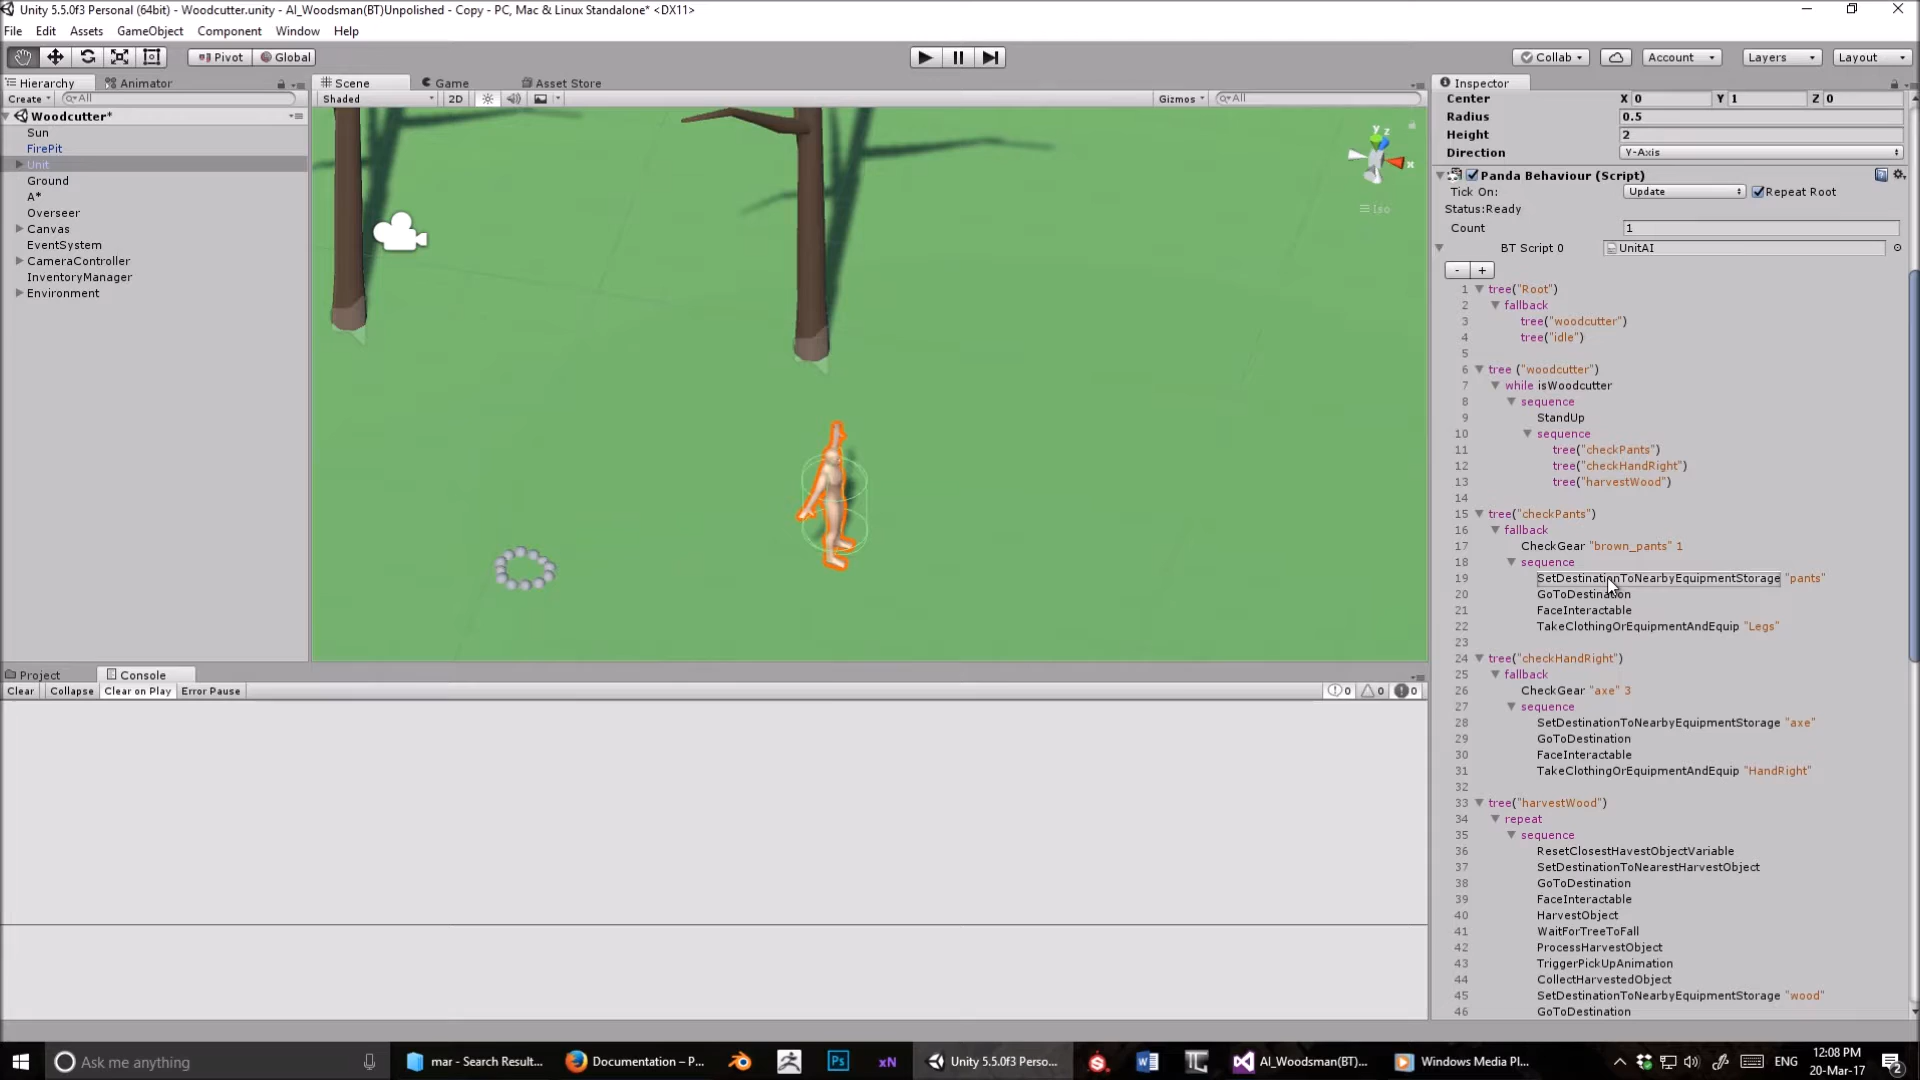 Unity 5.5.0f3 Personal (64bit) - Woodcutter.unity - AI_Woodsman(BT)Unpolished - Copy - PC, Mac & Linux Standalone* <DX11>
File Edit Assets GameObject Component Window Help
Pivot Global Collab Account Layers Layout
Hierarchy Animator Scene Game Asset Store Inspector
Create All Shaded 2D Gizmos All
Woodcutter*
Sun
FirePit
Unit
Ground
A*
Overseer
Canvas
EventSystem
CameraController
InventoryManager
Environment
y z
x
Iso
Center X 0 Y 1 Z 0
Radius 0.5
Height 2
Direction Y-Axis
Panda Behaviour (Script)
Tick On: Update Repeat Root
Status:Ready
Count 1
BT Script 0 UnitAI
- +
1 tree("Root")
2 fallback
3 tree("woodcutter")
4 tree("idle")
5
6 tree ("woodcutter")
7 while isWoodcutter
8 sequence
9 StandUp
10 sequence
11 tree("checkPants")
12 tree("checkHandRight")
13 tree("harvestWood")
14
15 tree("checkPants")
16 fallback
17 CheckGear "brown_pants" 1
18 sequence
19 SetDestinationToNearbyEquipmentStorage "pants"
20 GoToDestination
21 FaceInteractable
22 TakeClothingOrEquipmentAndEquip "Legs"
23
24 tree("checkHandRight")
25 fallback
26 CheckGear "axe" 3
27 sequence
28 SetDestinationToNearbyEquipmentStorage "axe"
29 GoToDestination
30 FaceInteractable
31 TakeClothingOrEquipmentAndEquip "HandRight"
32
33 tree("harvestWood")
34 repeat
35 sequence
36 ResetClosestHavestObjectVariable
37 SetDestinationToNearestHarvestObject
38 GoToDestination
39 FaceInteractable
40 HarvestObject
41 WaitForTreeToFall
42 ProcessHarvestObject
43 TriggerPickUpAnimation
44 CollectHarvestedObject
45 SetDestinationToNearbyEquipmentStorage "wood"
46 GoToDestination
Project Console
Clear Collapse Clear on Play Error Pause 0 0 0
Ask me anything mar - Search Result... Documentation – P... Ps xN Unity 5.5.0f3 Perso... AI_Woodsman(BT)... Windows Media Pl... ENG 12:08 PM
20-Mar-17 2